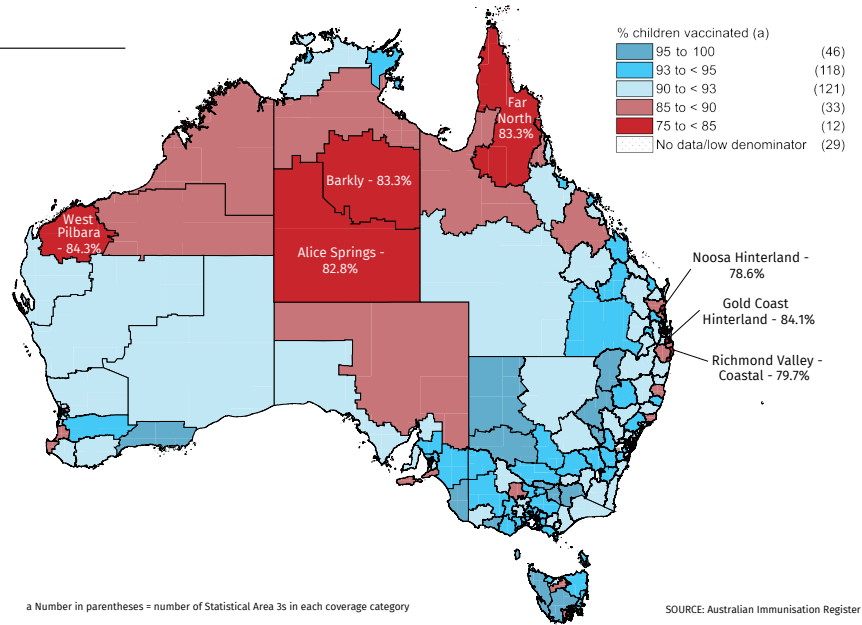 % children vaccinated (a)
95 to 100 (46)
93 to < 95 (118)
90 to < 93 (121)
85 to < 90 (33)
75 to < 85 (12)
No data/low denominator (29)
Far
North
83.3%
Barkly - 83.3%
West
Pilbara
- 84.3%
Alice Springs -
82.8%
Noosa Hinterland -
78.6%
Gold Coast
Hinterland - 84.1%
Richmond Valley -
Coastal - 79.7%
a Number in parentheses = number of Statistical Area 3s in each coverage category
SOURCE: Australian Immunisation Register